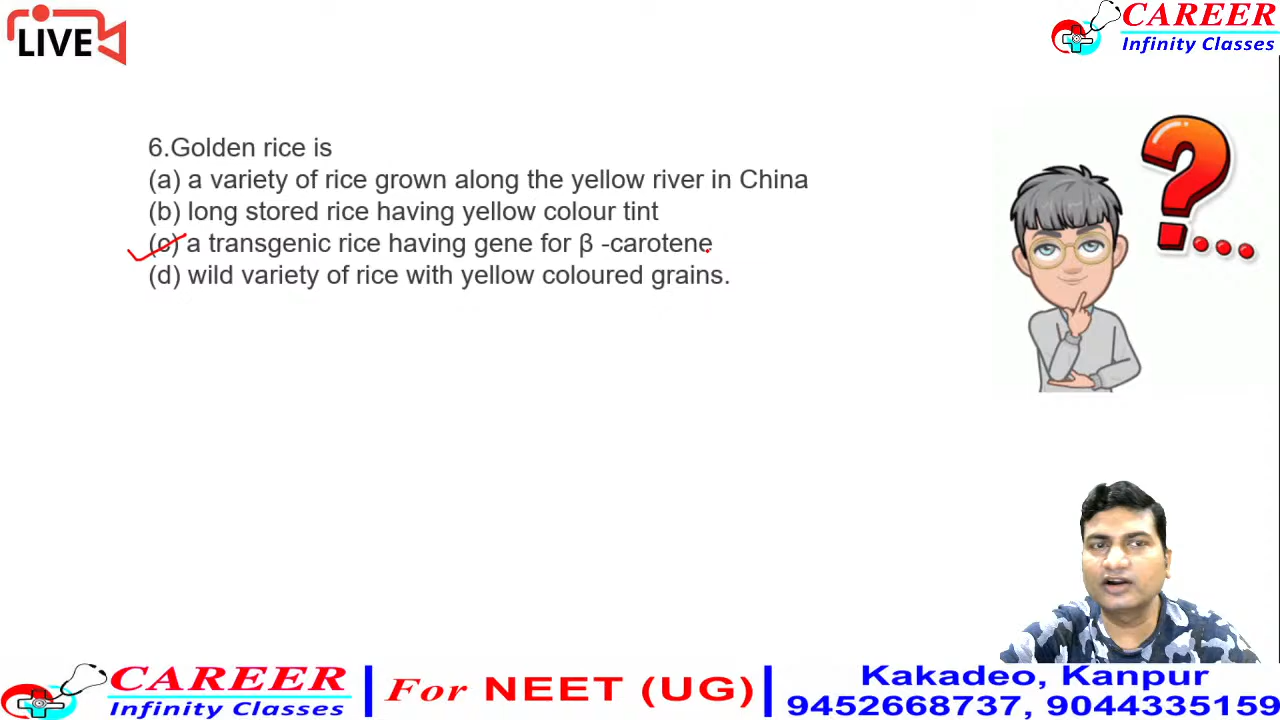 LIVE
CAREER
Infinity Classes
6.Golden rice is
(a) a variety of rice grown along the yellow river in China
(b) long stored rice having yellow colour tint
(c) a transgenic rice having gene for β -carotene
(d) wild variety of rice with yellow coloured grains.
CAREER
Infinity Classes
For NEET (UG)
Kakadeo, Kanpur
9452668737, 9044335159